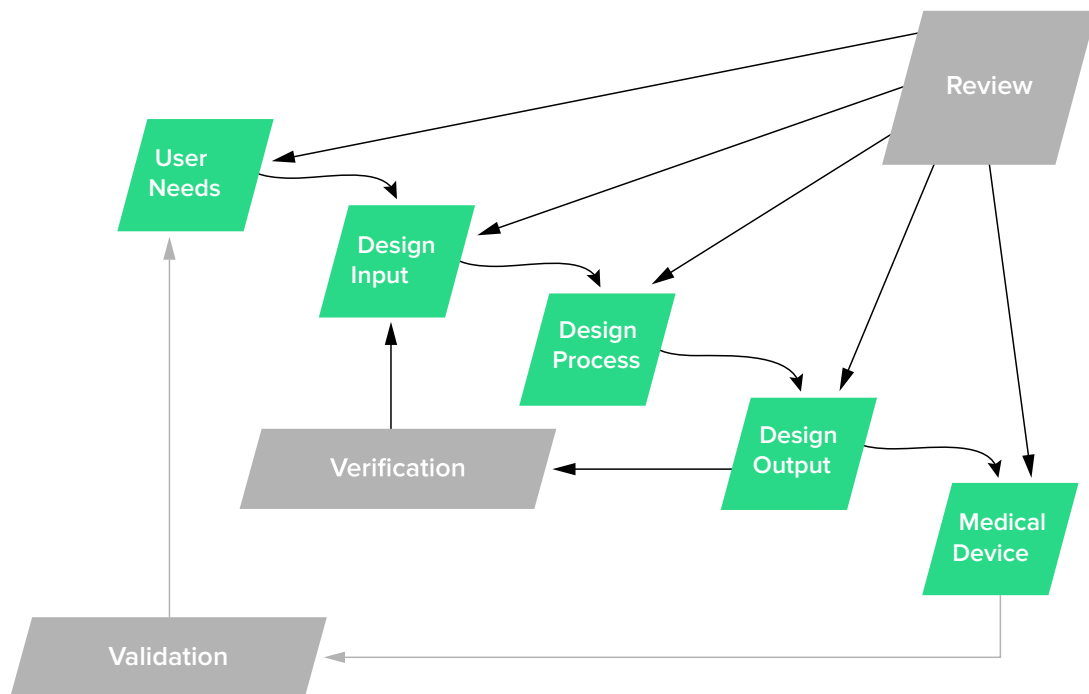 Review
User
Needs
Design
Input
Design
Process
Design
Output
Verification
Medical
Device
Validation